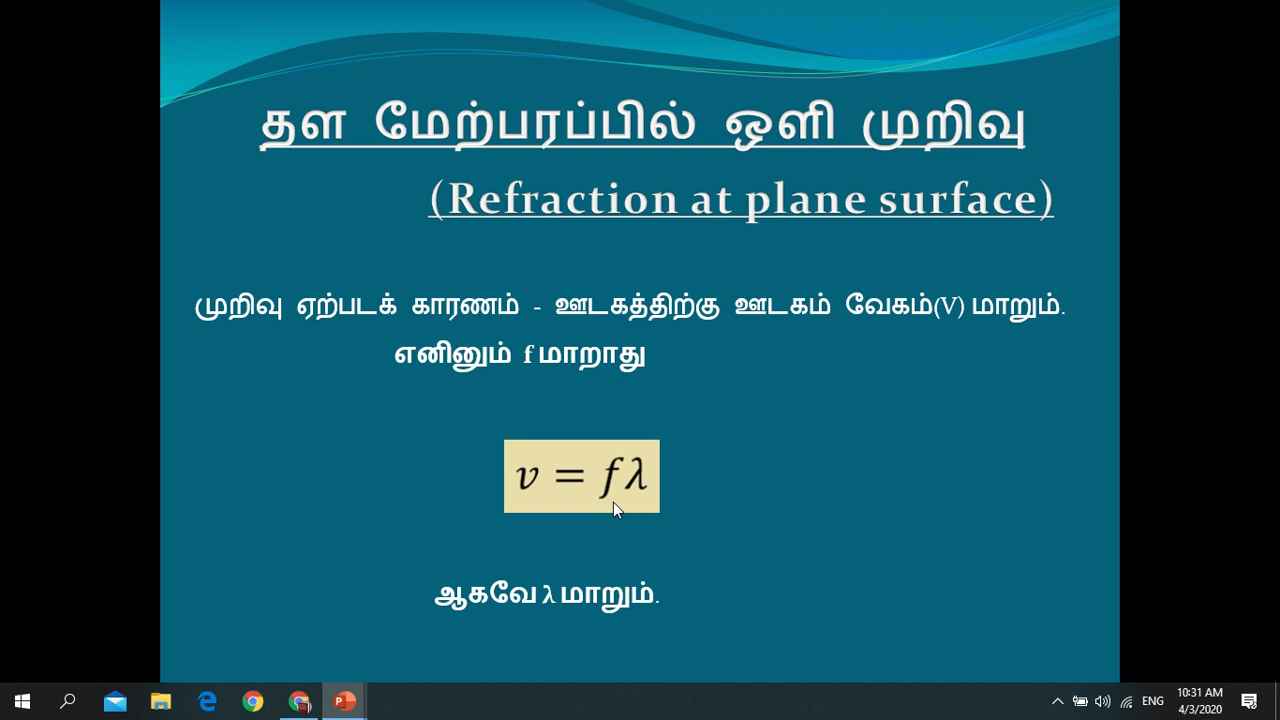 தள மேற்பரப்பில் ஒளி முறிவு
(Refraction at plane surface)
முறிவு ஏற்படக் காரணம் - ஊடகத்திற்கு ஊடகம் வேகம்(V) மாறும்.
எனினும் f மாறாது
v = fλ
ஆகவே λ மாறும்.
ENG
10:31 AM
4/3/2020